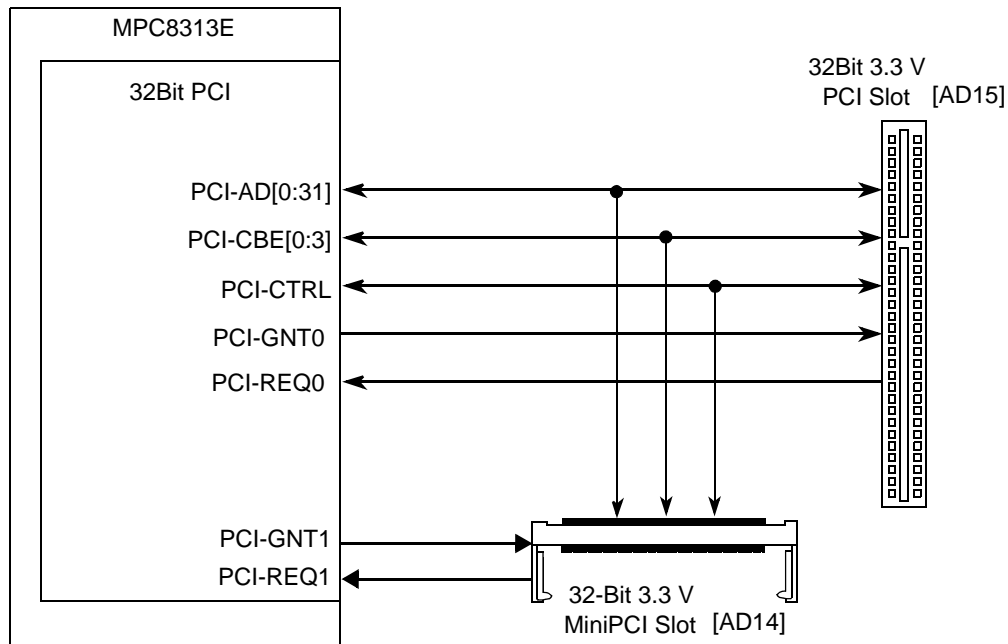 MPC8313E
32Bit PCI
32Bit 3.3 V
PCI Slot [AD15]
PCI-AD[0:31]
PCI-CBE[0:3]
PCI-CTRL
PCI-GNT0
PCI-REQ0
PCI-GNT1
PCI-REQ1
32-Bit 3.3 V
MiniPCI Slot [AD14]